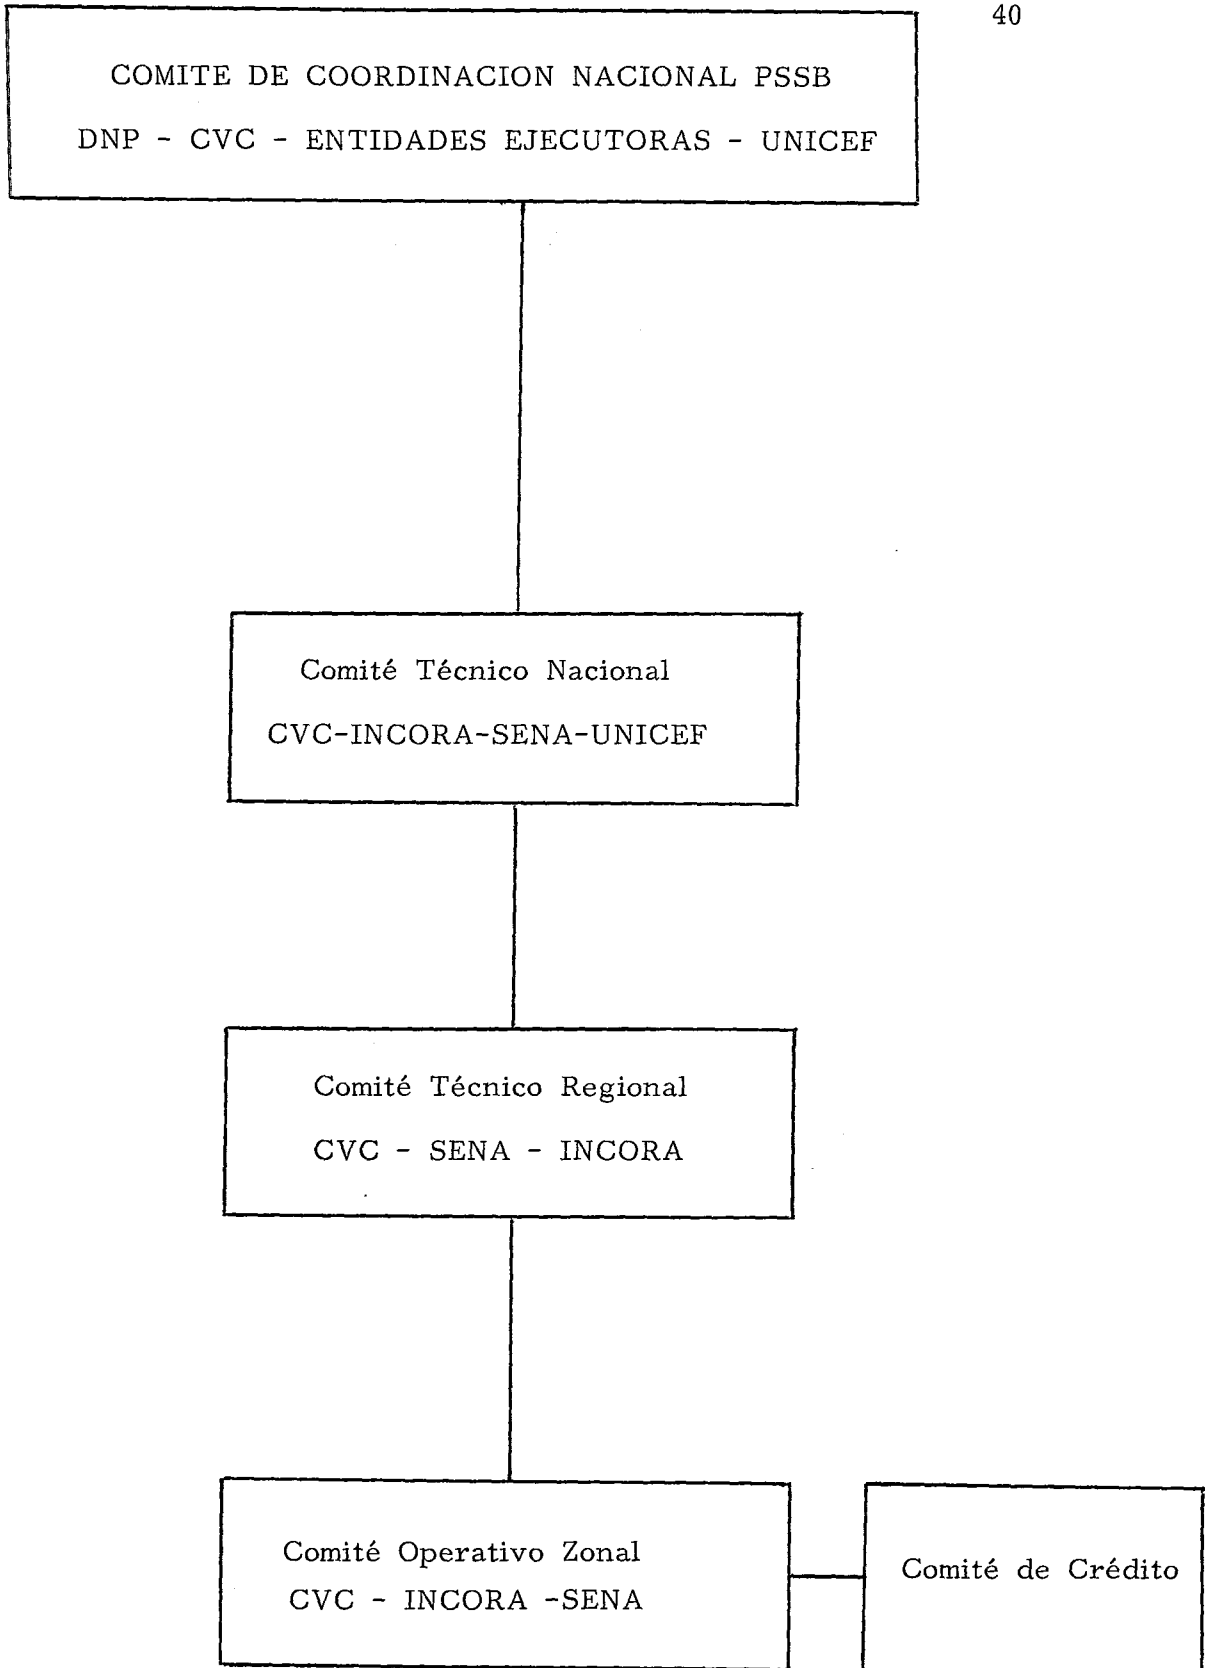 40
COMITE DE COORDINACION NACIONAL PSSB
DNP - CVC - ENTIDADES EJECUTORAS - UNICEF
Comité Técnico Nacional
CVC-INCORA-SENA-UNICEF
Comité Técnico Regional
CVC - SENA - INCORA
Comité Operativo Zonal
CVC - INCORA -SENA
Comité de Crédito